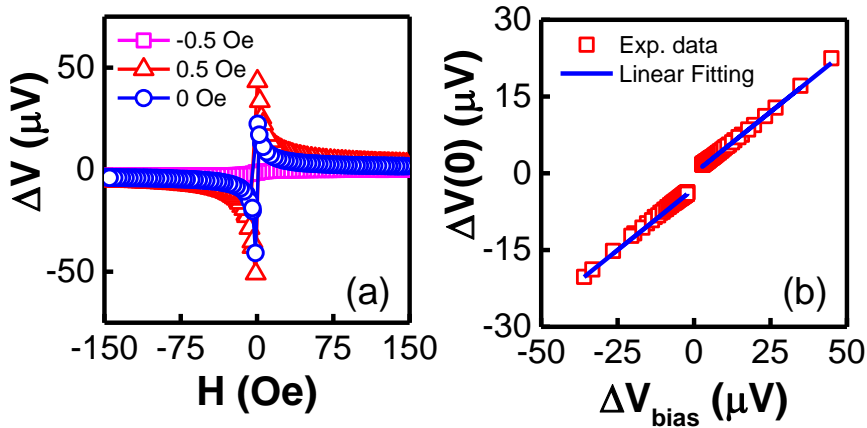 -0.5 Oe
0.5 Oe
0 Oe
50
0
-50
ΔV (μV)
-150 -75 0 75 150
H (Oe)
(a)
Exp. data
Linear Fitting
30
15
0
-15
-30
ΔV(0) (μV)
-50 -25 0 25 50
ΔV_bias (μV)
(b)